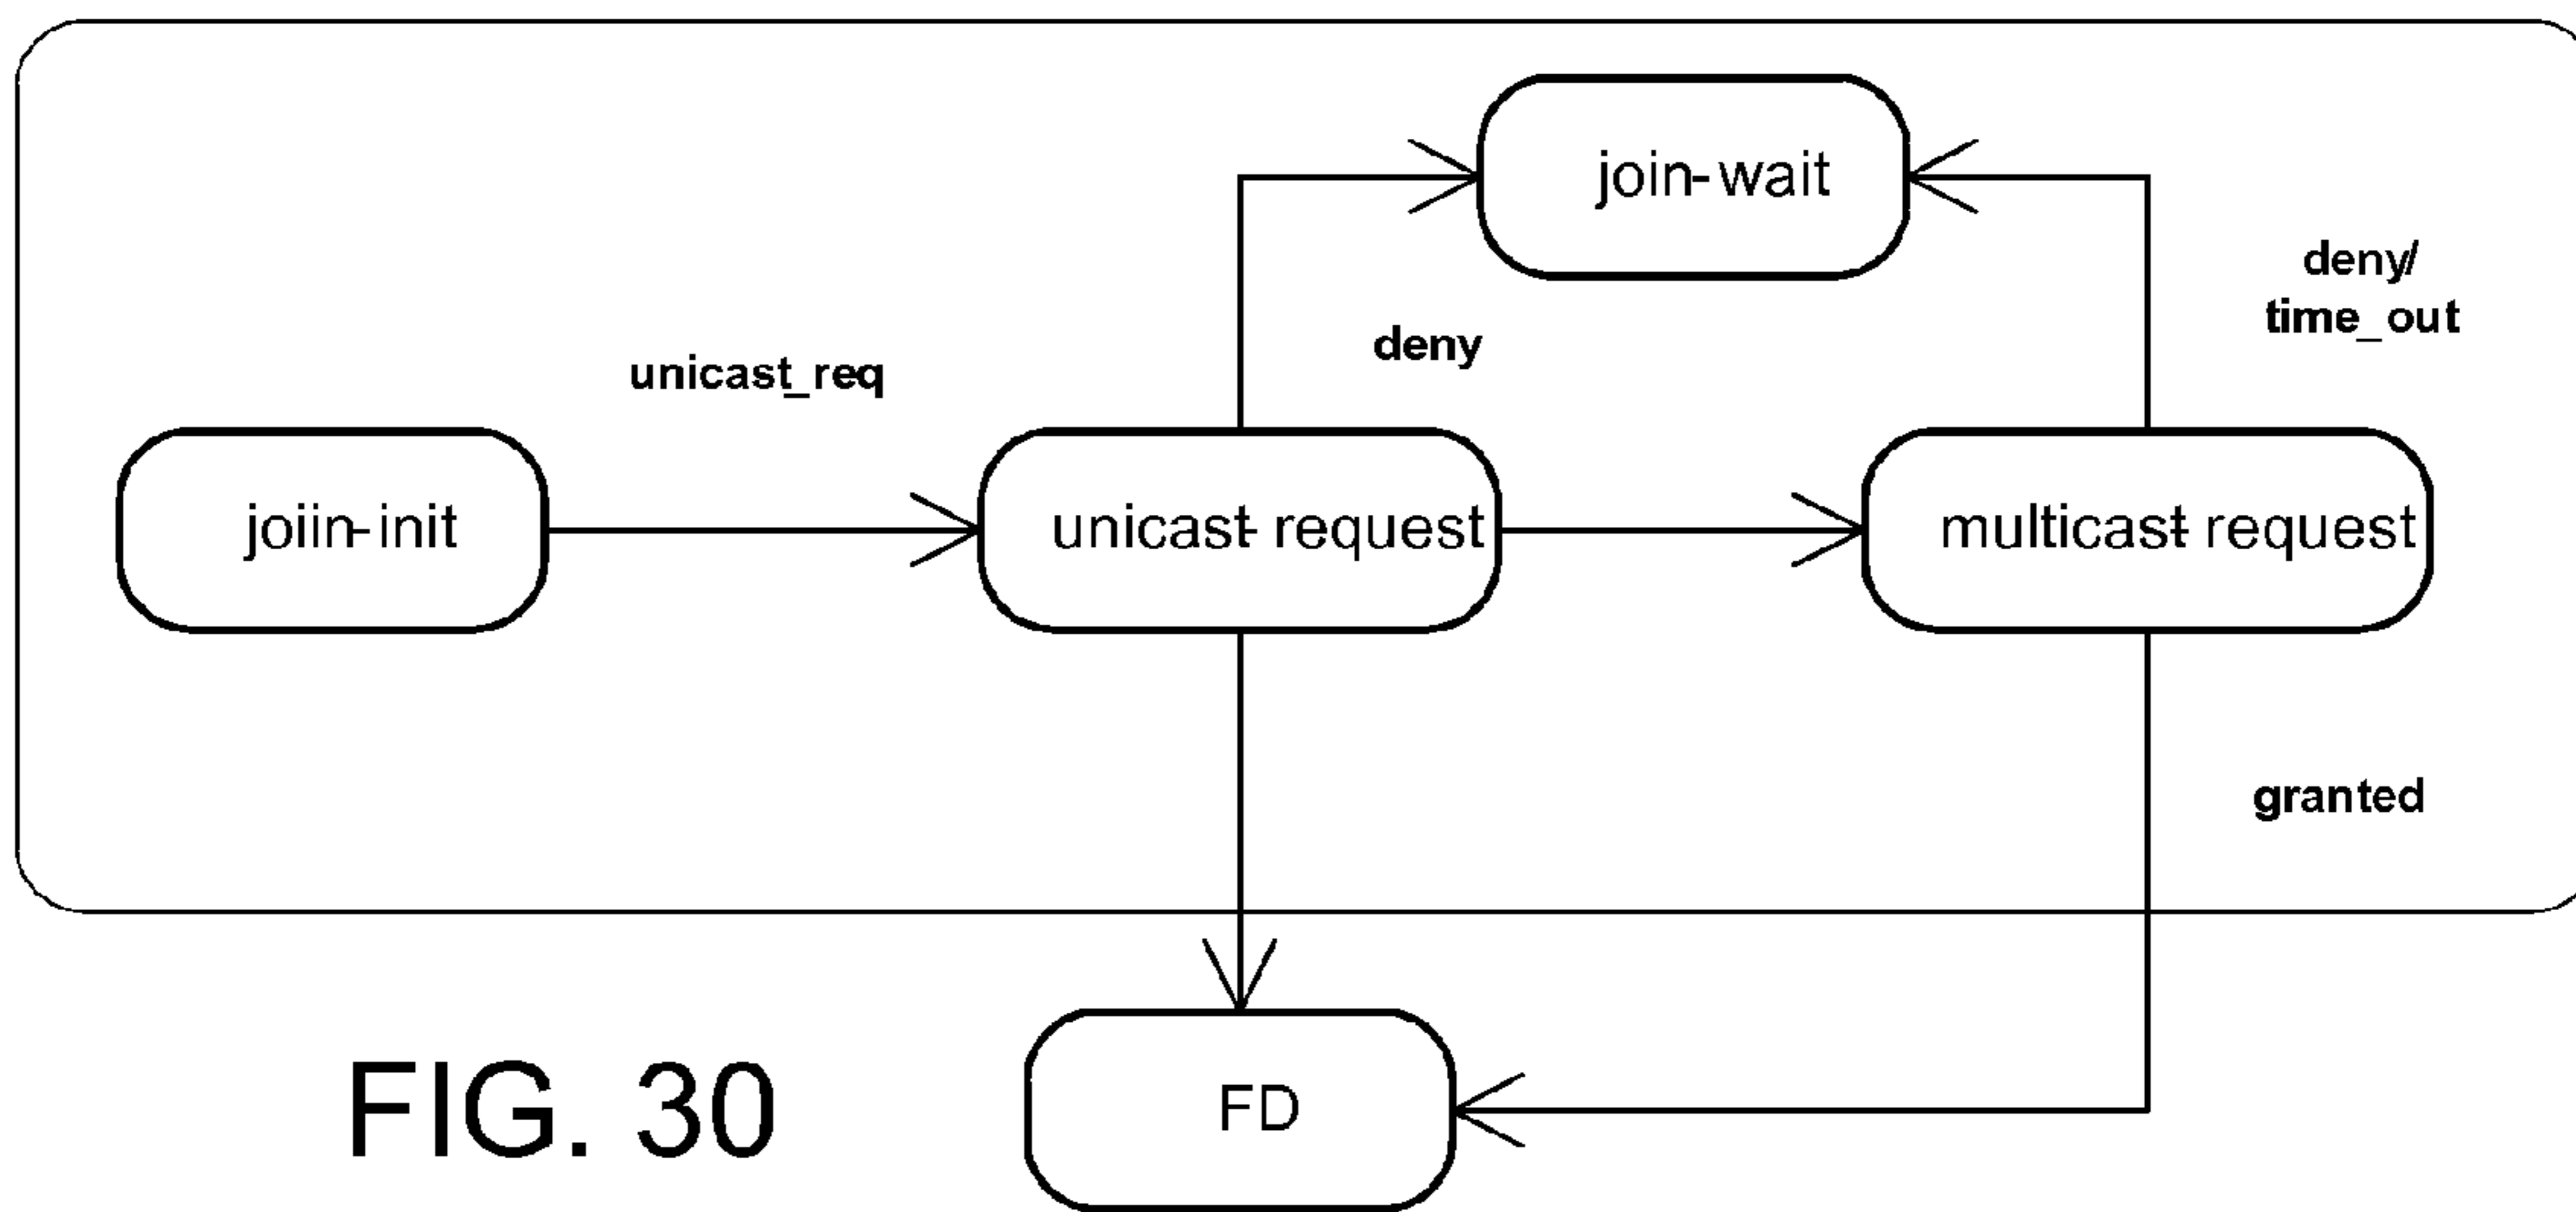 join-wait
deny/
time_out
deny
unicast_req
joiin-init
unicast-request
multicast-request
granted
FD
FIG. 30